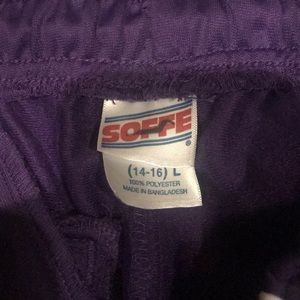 SOFFE
®
(14-16) L
100% POLYESTER
MADE IN BANGLADESH